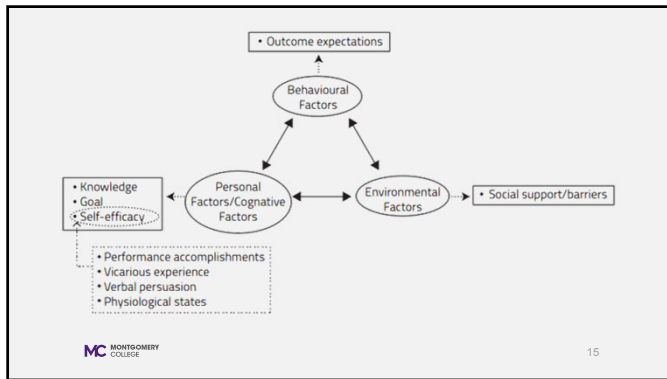 • Outcome expectations
Behavioural
Factors
• Knowledge
• Goal
• Self-efficacy
Personal
Factors/Cognative
Factors
Environmental
Factors
• Social support/barriers
• Performance accomplishments
• Vicarious experience
• Verbal persuasion
• Physiological states
MC MONTGOMERY
COLLEGE
15